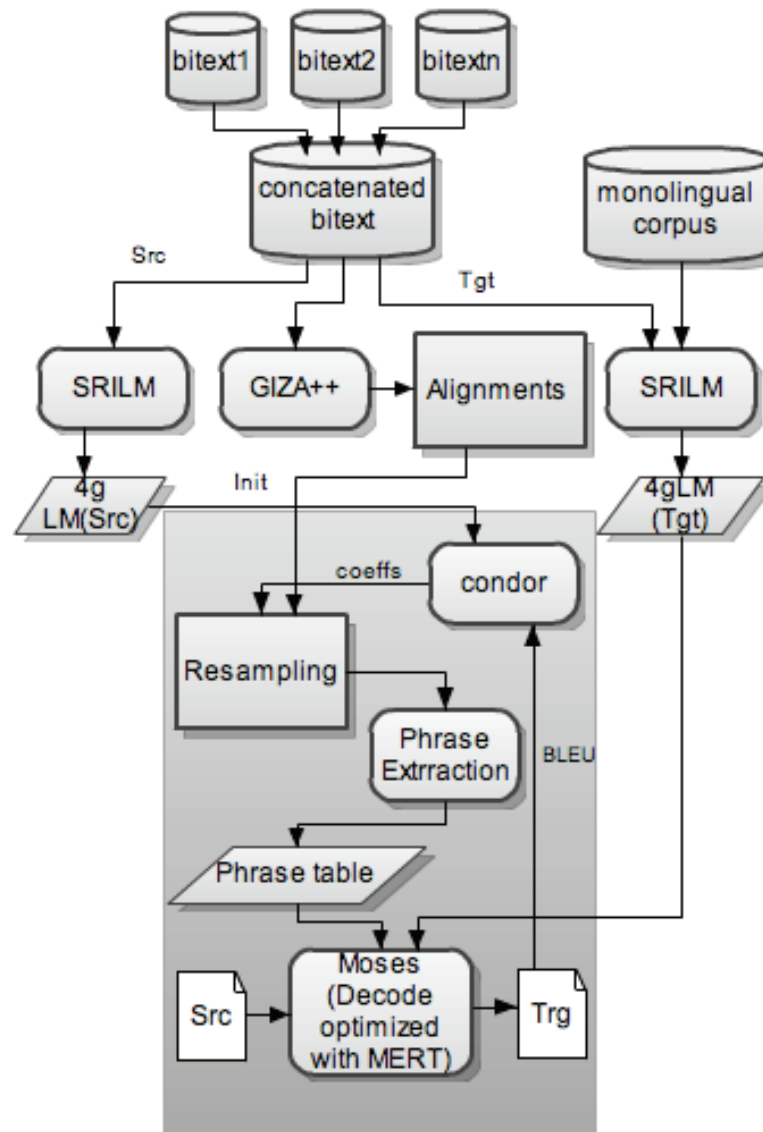 bitext1
bitext2
bitextn
concatenated
bitext
monolingual
corpus
Src
Tgt
SRILM
GIZA++
Alignments
SRILM
4g
LM(Src)
Init
4gLM
(Tgt)
coeffs
condor
Resampling
Phrase
Extrraction
BLEU
Phrase table
Src
Moses
(Decode
optimized
with MERT)
Trg